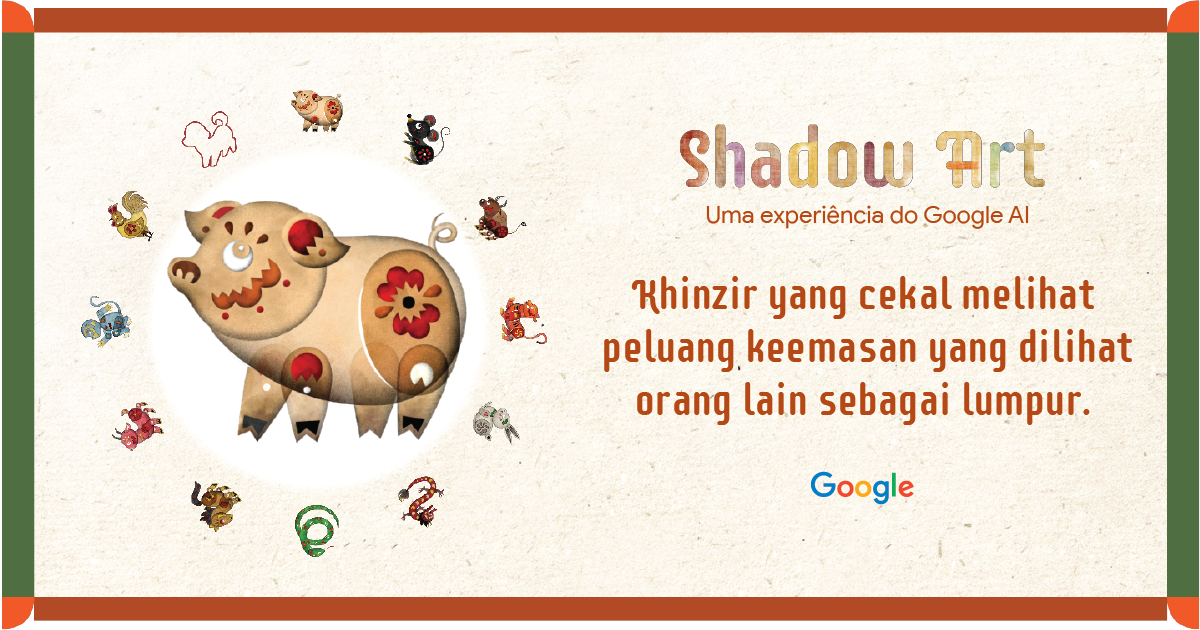 Shadow Art
Uma experiência do Google AI
Khinzir yang cekal melihat
peluang keemasan yang dilihat
orang lain sebagai lumpur.
Google